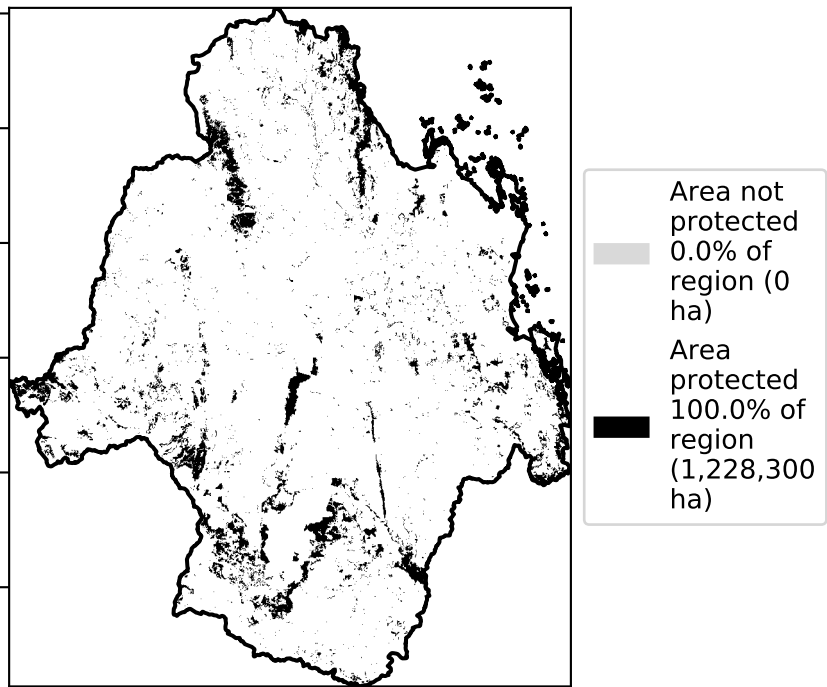 Area not
protected
0.0% of
region (0
ha)
Area
protected
100.0% of
region
(1,228,300
ha)